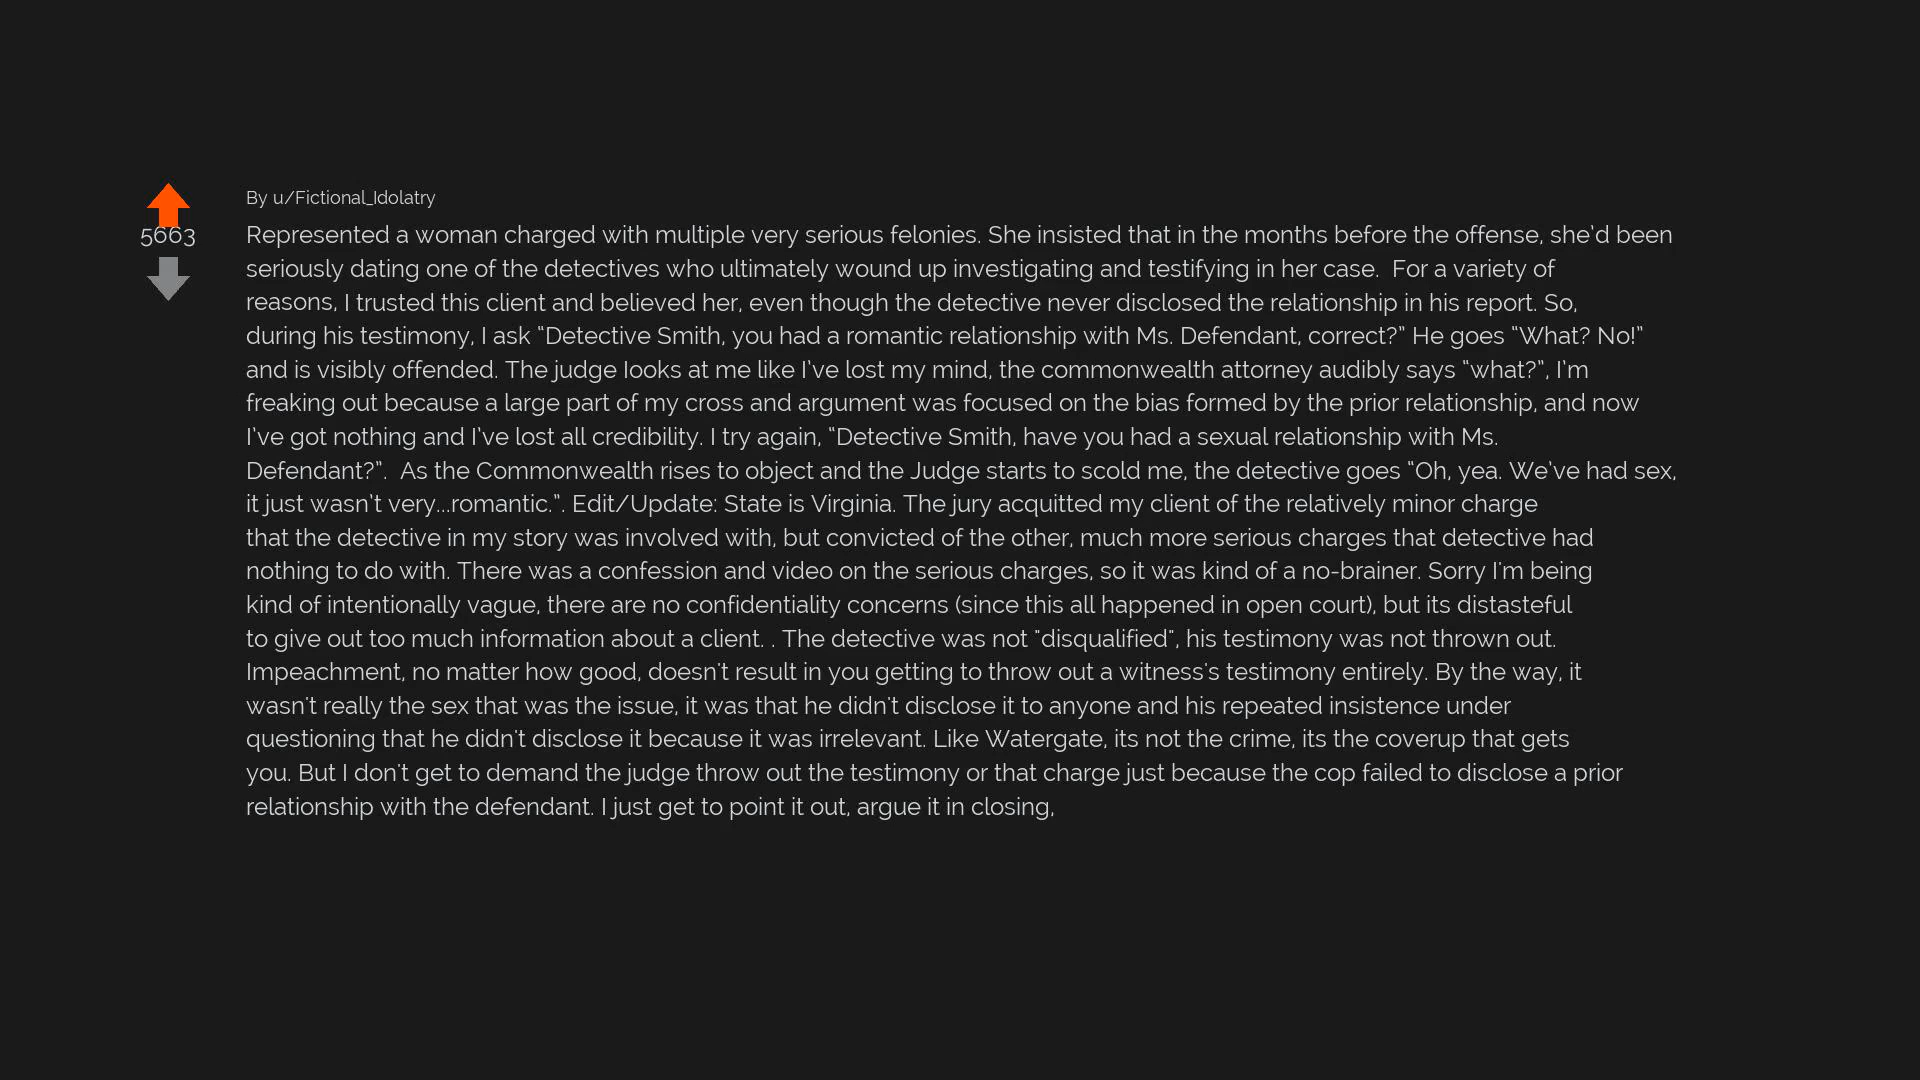 By u/Fictional_Idolatry
5663
Represented a woman charged with multiple very serious felonies. She insisted that in the months before the offense, she’d been
seriously dating one of the detectives who ultimately wound up investigating and testifying in her case.  For a variety of
reasons, I trusted this client and believed her, even though the detective never disclosed the relationship in his report. So,
during his testimony, I ask “Detective Smith, you had a romantic relationship with Ms. Defendant, correct?” He goes “What? No!”
and is visibly offended. The judge looks at me like I’ve lost my mind, the commonwealth attorney audibly says “what?”, I’m
freaking out because a large part of my cross and argument was focused on the bias formed by the prior relationship, and now
I’ve got nothing and I’ve lost all credibility. I try again, “Detective Smith, have you had a sexual relationship with Ms.
Defendant?”.  As the Commonwealth rises to object and the Judge starts to scold me, the detective goes “Oh, yea. We’ve had sex,
it just wasn’t very...romantic.”. Edit/Update: State is Virginia. The jury acquitted my client of the relatively minor charge
that the detective in my story was involved with, but convicted of the other, much more serious charges that detective had
nothing to do with. There was a confession and video on the serious charges, so it was kind of a no-brainer. Sorry I'm being
kind of intentionally vague, there are no confidentiality concerns (since this all happened in open court), but its distasteful
to give out too much information about a client. . The detective was not "disqualified", his testimony was not thrown out.
Impeachment, no matter how good, doesn't result in you getting to throw out a witness's testimony entirely. By the way, it
wasn't really the sex that was the issue, it was that he didn't disclose it to anyone and his repeated insistence under
questioning that he didn't disclose it because it was irrelevant. Like Watergate, its not the crime, its the coverup that gets
you. But I don't get to demand the judge throw out the testimony or that charge just because the cop failed to disclose a prior
relationship with the defendant. I just get to point it out, argue it in closing,